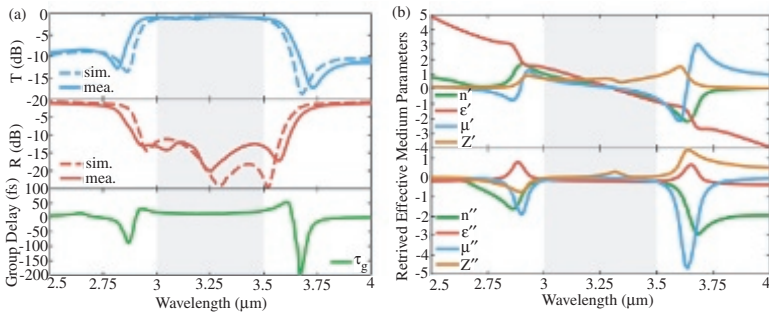 (a)
0
-5
-10
-15
-20
T (dB)
sim.
mea.
-5
-10
-15
-20
R (dB)
sim.
mea.
100
50
0
-50
-100
-150
-200
Group Delay (fs)
τg
2.5 2.75 3 3.25 3.5 3.75 4
Wavelength (μm)
(b)
5
4
3
2
1
0
-1
-2
-3
-4
n′
ε′
μ′
Z′
Retrived Effective Medium Parameters
1
0
-1
-2
-3
-4
-5
n″
ε″
μ″
Z″
2.5 2.75 3 3.25 3.5 3.75 4
Wavelength (μm)